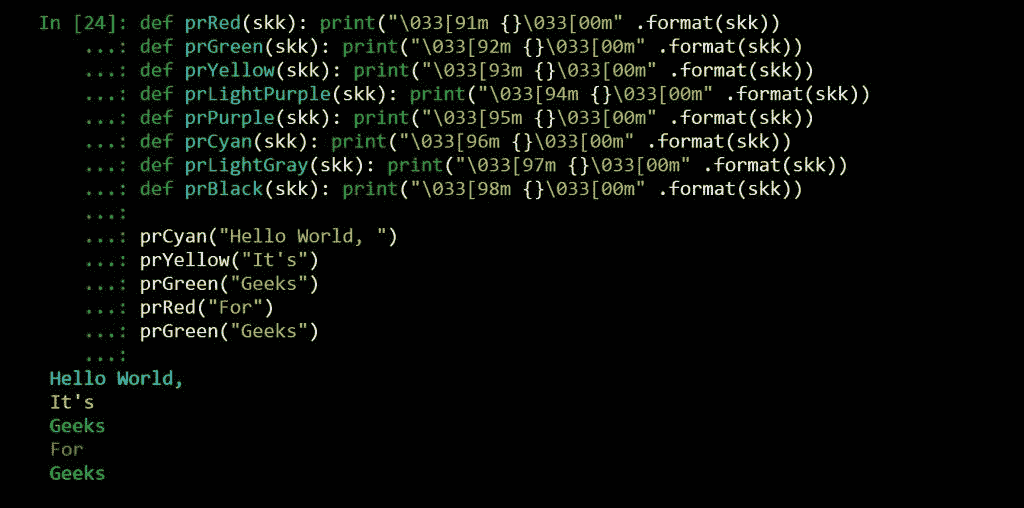 In [24]: def prRed(skk): print("\033[91m {}\033[00m" .format(skk))
...: def prGreen(skk): print("\033[92m {}\033[00m" .format(skk))
...: def prYellow(skk): print("\033[93m {}\033[00m" .format(skk))
...: def prLightPurple(skk): print("\033[94m {}\033[00m" .format(skk))
...: def prPurple(skk): print("\033[95m {}\033[00m" .format(skk))
...: def prCyan(skk): print("\033[96m {}\033[00m" .format(skk))
...: def prLightGray(skk): print("\033[97m {}\033[00m" .format(skk))
...: def prBlack(skk): print("\033[98m {}\033[00m" .format(skk))
...:
...: prCyan("Hello World, ")
...: prYellow("It's")
...: prGreen("Geeks")
...: prRed("For")
...: prGreen("Geeks")
...:
Hello World,
It's
Geeks
For
Geeks